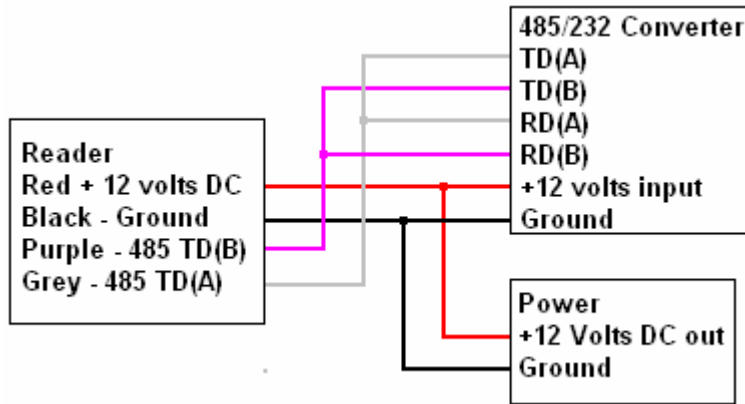 485/232 Converter
TD(A)
TD(B)
RD(A)
RD(B)
+12 volts input
Ground
Reader
Red + 12 volts DC
Black - Ground
Purple - 485 TD(B)
Grey - 485 TD(A)
Power
+12 Volts DC out
Ground